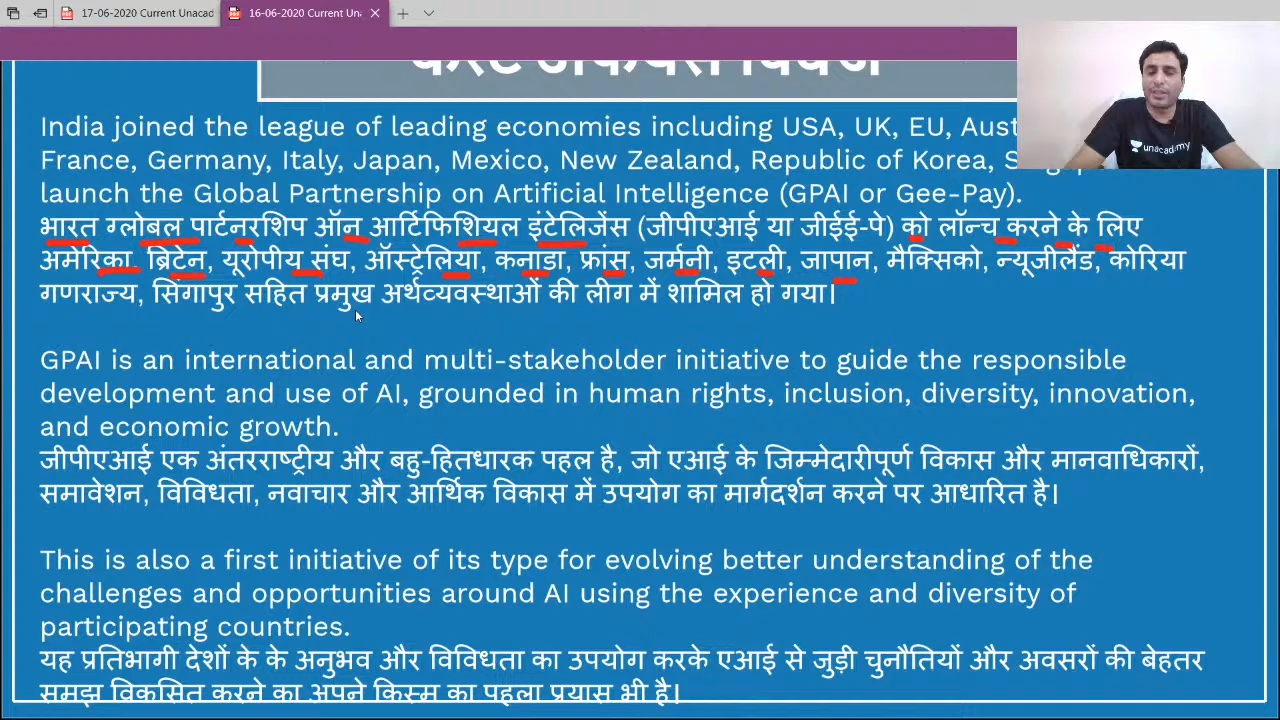 17-06-2020 Current Unacad
16-06-2020 Current Una
India joined the league of leading economies including USA, UK, EU, Aust
France, Germany, Italy, Japan, Mexico, New Zealand, Republic of Korea,
launch the Global Partnership on Artificial Intelligence (GPAI or Gee-Pay).
भारत ग्लोबल पार्टनरशिप ऑन आर्टिफिशियल इंटेलिजेंस (जीपीएआई या जीईई-पे) को लॉन्च करने के लिए
अमेरिका, ब्रिटेन, यूरोपीय संघ, ऑस्ट्रेलिया, कनाडा, फ्रांस, जर्मनी, इटली, जापान, मैक्सिको, न्यूजीलैंड, कोरिया
गणराज्य, सिंगापुर सहित प्रमुख अर्थव्यवस्थाओं की लीग में शामिल हो गया।
GPAI is an international and multi-stakeholder initiative to guide the responsible
development and use of AI, grounded in human rights, inclusion, diversity, innovation,
and economic growth.
जीपीएआई एक अंतरराष्ट्रीय और बहु-हितधारक पहल है, जो एआई के जिम्मेदारीपूर्ण विकास और मानवाधिकारों,
समावेशन, विविधता, नवाचार और आर्थिक विकास में उपयोग का मार्गदर्शन करने पर आधारित है।
This is also a first initiative of its type for evolving better understanding of the
challenges and opportunities around AI using the experience and diversity of
participating countries.
यह प्रतिभागी देशों के के अनुभव और विविधता का उपयोग करके एआई से जुड़ी चुनौतियों और अवसरों की बेहतर
समझ विकसित करने का अपने किस्म का पहला प्रयास भी है।
unacademy